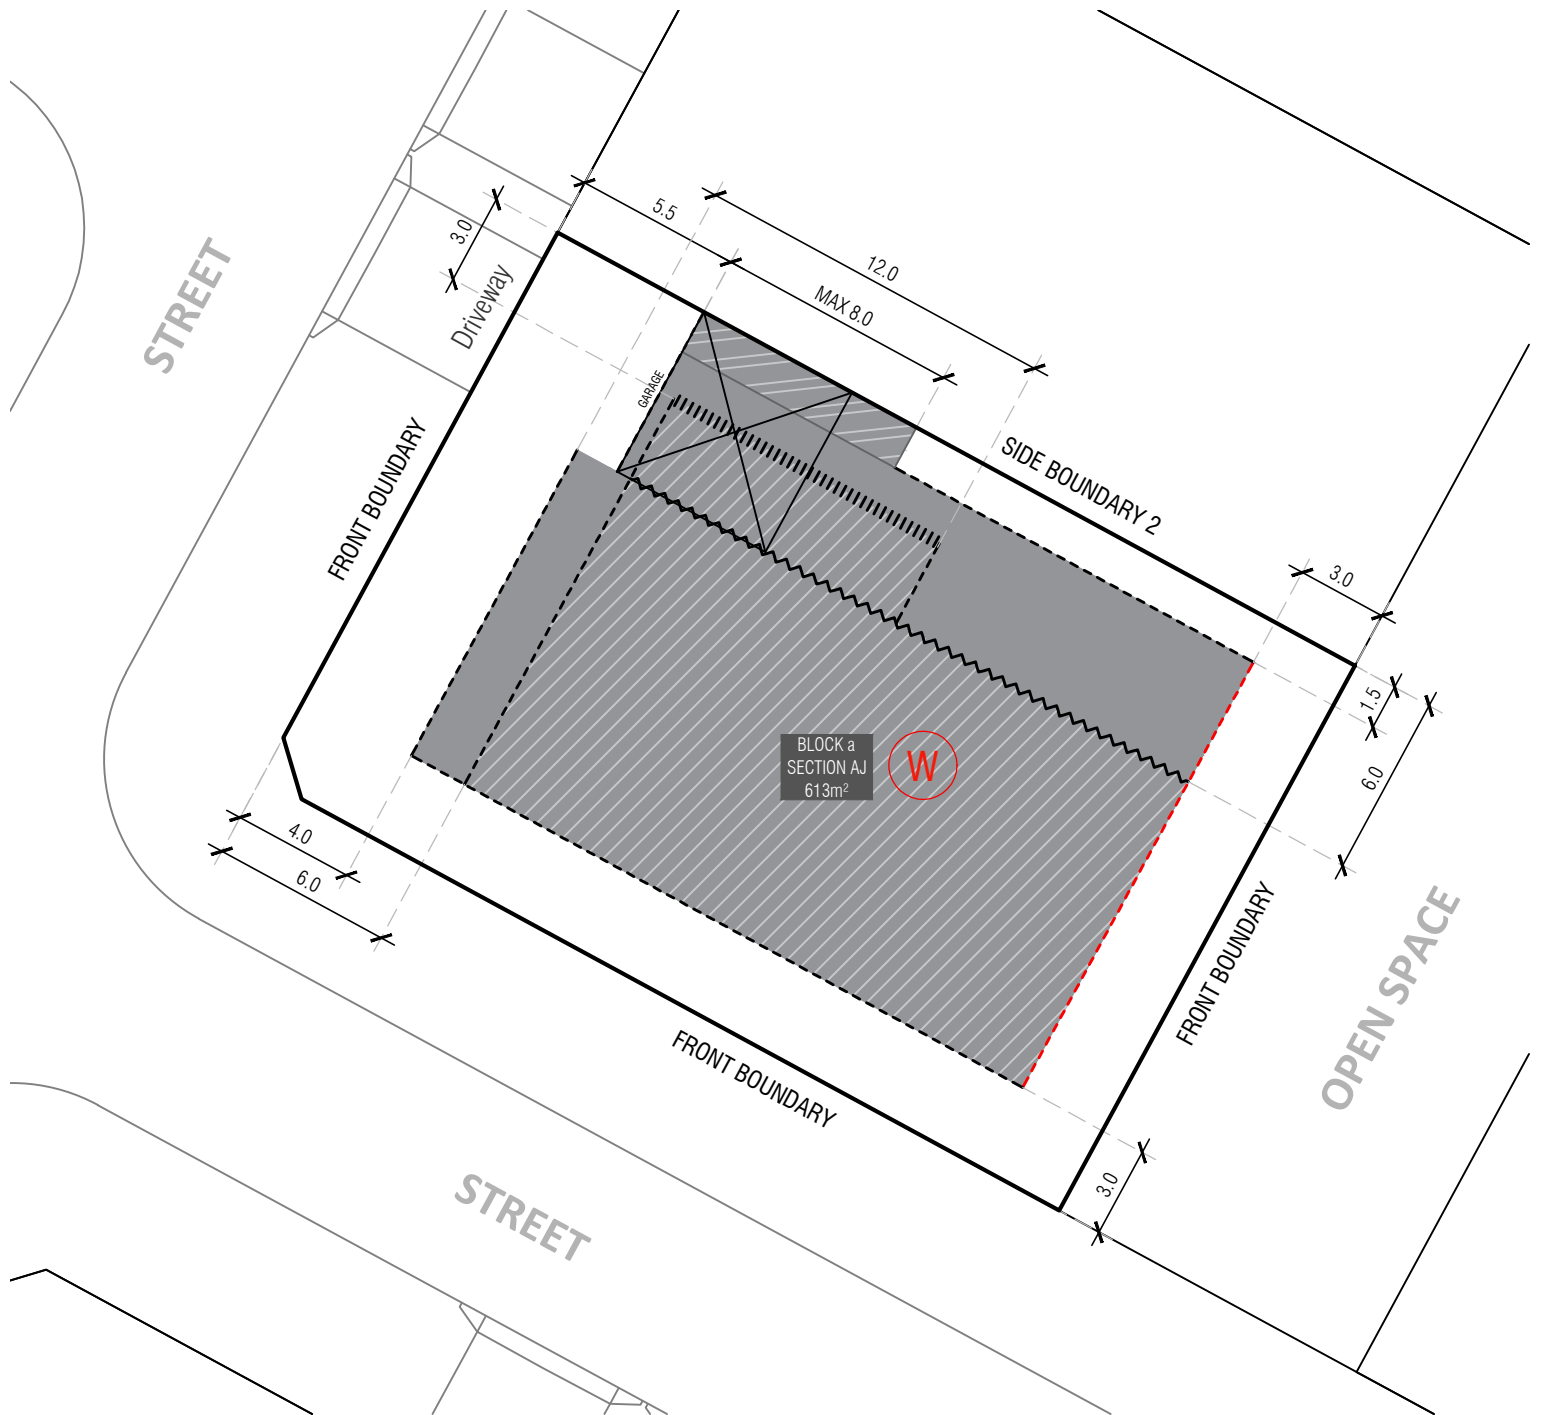 5.5
12.0
MAX 8.0
3.0
STREET
Driveway
GARAGE
FRONT BOUNDARY
SIDE BOUNDARY 2
3.0
1.5
6.0
BLOCK a
SECTION AJ
613m²
W
4.0
6.0
FRONT BOUNDARY
OPEN SPACE
FRONT BOUNDARY
3.0
STREET